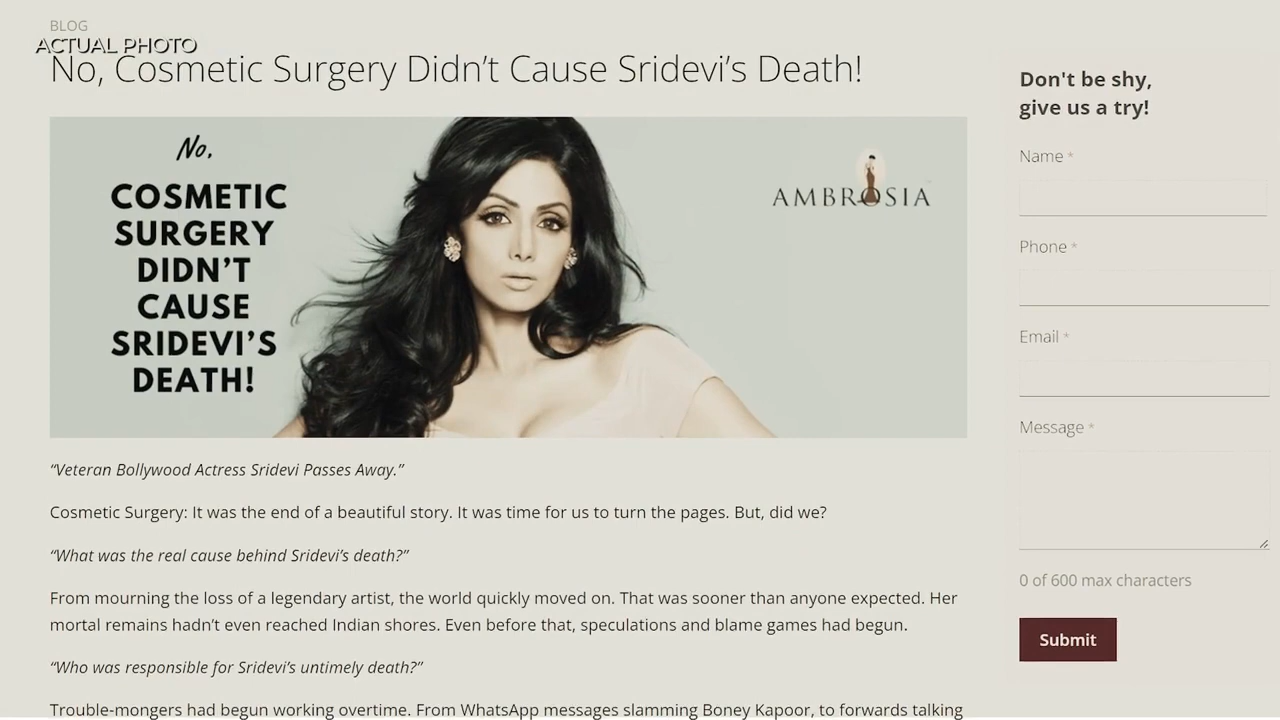 BLOG
ACTUAL PHOTO
No, Cosmetic Surgery Didn’t Cause Sridevi’s Death!
No,
COSMETIC
SURGERY
DIDN’T
CAUSE
SRIDEVI’S
DEATH!
AMBROSIA
“Veteran Bollywood Actress Sridevi Passes Away.”
Cosmetic Surgery: It was the end of a beautiful story. It was time for us to turn the pages. But, did we?
“What was the real cause behind Sridevi’s death?”
From mourning the loss of a legendary artist, the world quickly moved on. That was sooner than anyone expected. Her
mortal remains hadn’t even reached Indian shores. Even before that, speculations and blame games had begun.
“Who was responsible for Sridevi’s untimely death?”
Trouble-mongers had begun working overtime. From WhatsApp messages slamming Boney Kapoor, to forwards talking
Don't be shy,
give us a try!
Name *
Phone *
Email *
Message *
0 of 600 max characters
Submit